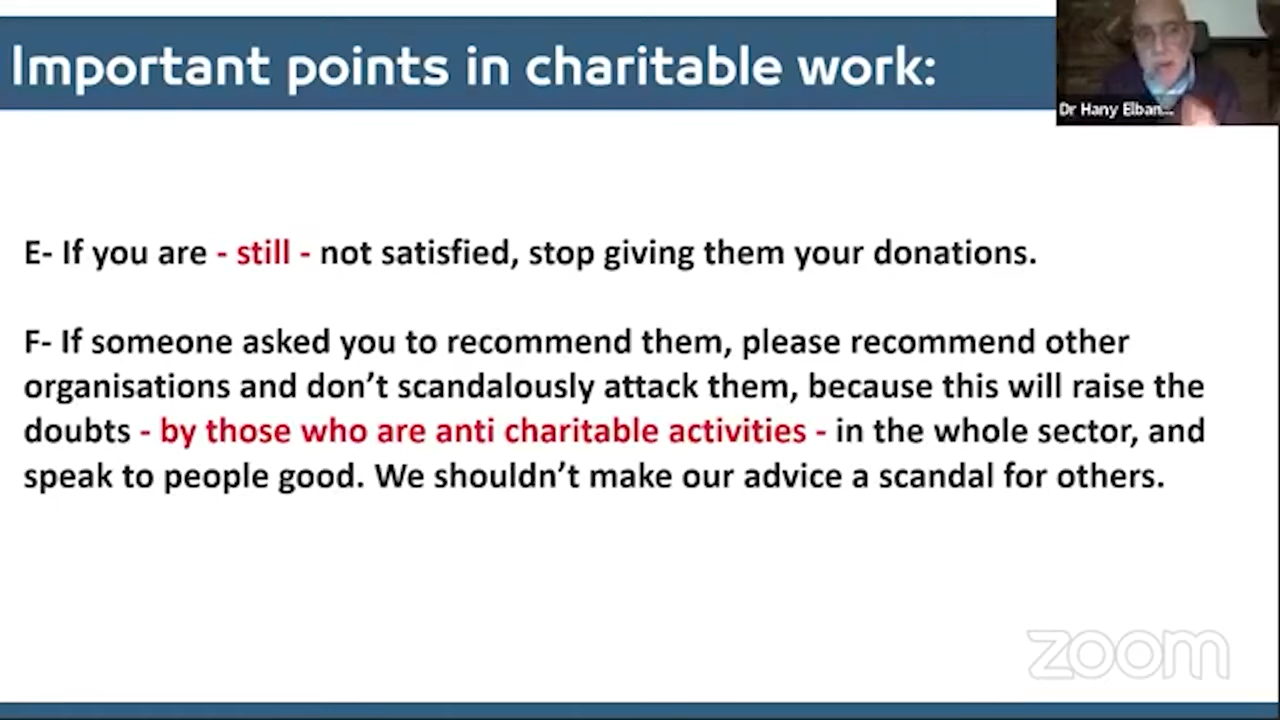 Important points in charitable work:
Dr Hany Elban...
E- If you are - still - not satisfied, stop giving them your donations.
F- If someone asked you to recommend them, please recommend other
organisations and don’t scandalously attack them, because this will raise the
doubts - by those who are anti charitable activities - in the whole sector, and
speak to people good. We shouldn’t make our advice a scandal for others.
zoom